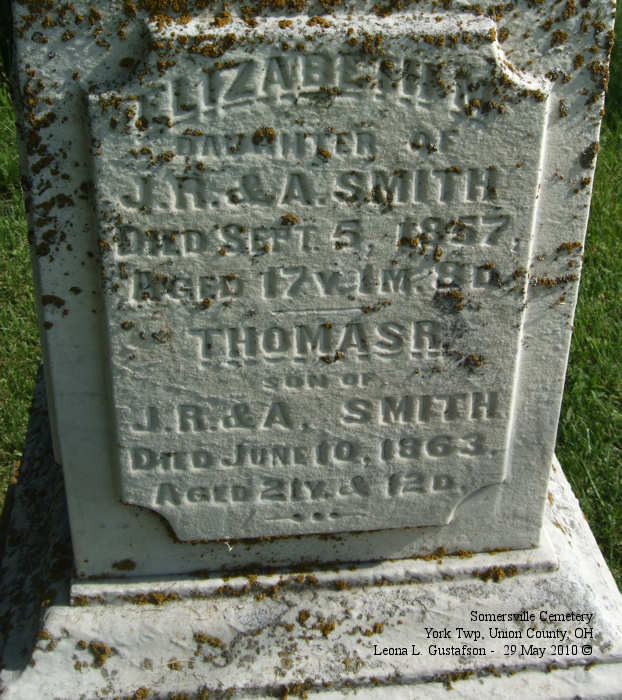 ELIZABETH M.
DAUGHTER OF
J. R. & A. SMITH
DIED SEPT. 5, 1857,
AGED 17 Y. 1 M. D.
THOMAS R.
SON OF
J. R. & A. SMITH
DIED JUNE 10, 1863.
AGED 21 Y. & 12 D.
Somersville Cemetery
York Twp, Union County, OH
Leona L. Gustafson - 29 May 2010 ©